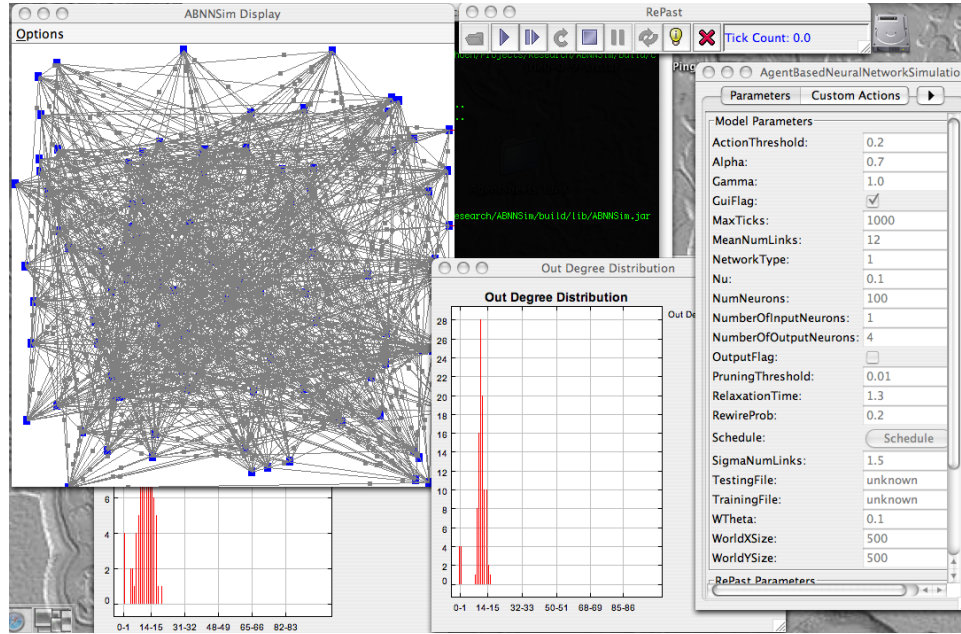 ABNNSim Display
Options
RePast
Tick Count: 0.0
Ping
..
..
esearch/ABNNSim/build/lib/ABNNSim.jar
AgentBasedNeuralNetworkSimulatio
Parameters
Custom Actions
Model Parameters
ActionThreshold: 0.2
Alpha: 0.7
Gamma: 1.0
GuiFlag:
MaxTicks: 1000
MeanNumLinks: 12
NetworkType: 1
Nu: 0.1
NumNeurons: 100
NumberOfInputNeurons: 1
NumberOfOutputNeurons: 4
OutputFlag:
PruningThreshold: 0.01
RelaxationTime: 1.3
RewireProb: 0.2
Schedule: Schedule
SigmaNumLinks: 1.5
TestingFile: unknown
TrainingFile: unknown
WTheta: 0.1
WorldXSize: 500
WorldYSize: 500
RePast Parameters
Out Degree Distribution
Out Degree Distribution
Out De
28
26
24
22
20
18
16
14
12
10
8
6
4
2
0
0-1 14-15 32-33 50-51 68-69 85-86
6
4
2
0
0-1 14-15 31-32 48-49 65-66 82-83